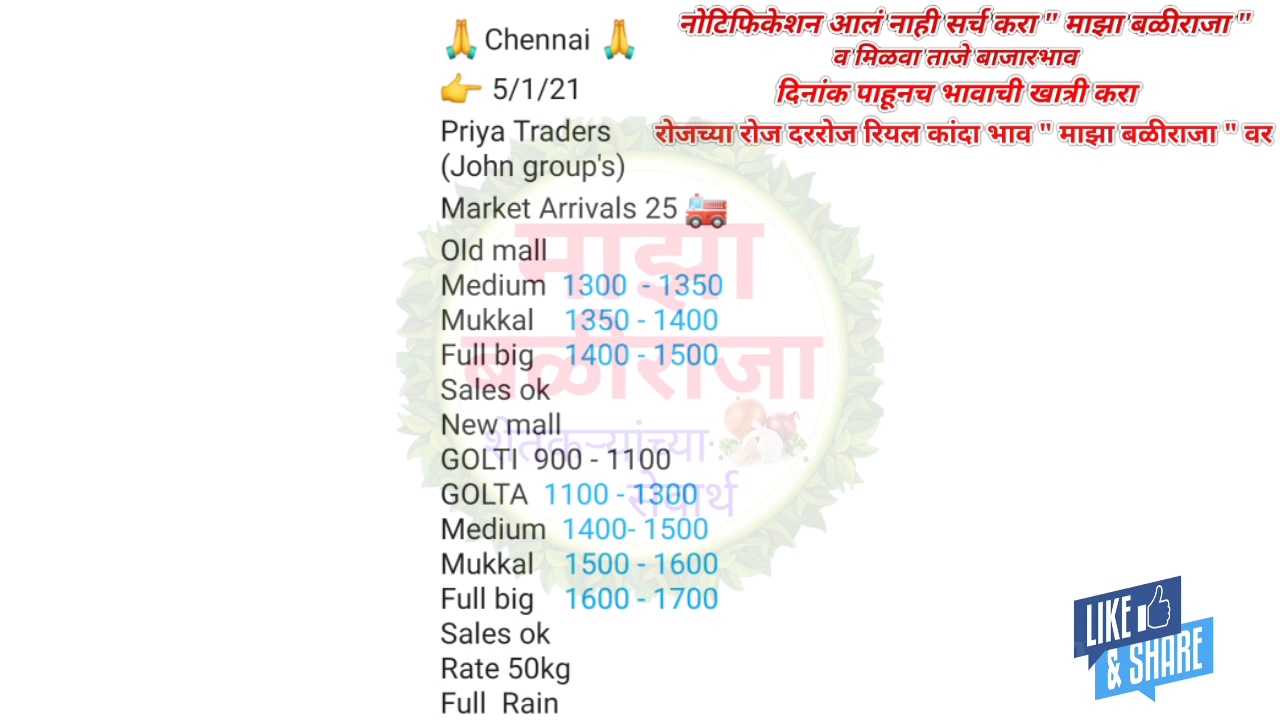 🙏 Chennai 🙏
👉 5/1/21
Priya Traders
(John group's)
Market Arrivals 25 🚒
Old mall
Medium 1300 - 1350
Mukkal 1350 - 1400
Full big 1400 - 1500
Sales ok
New mall
GOLTI 900 - 1100
GOLTA 1100 - 1300
Medium 1400- 1500
Mukkal 1500 - 1600
Full big 1600 - 1700
Sales ok
Rate 50kg
Full Rain
नोटिफिकेशन आलं नाही सर्च करा " माझा बळीराजा "
व मिळवा ताजे बाजारभाव
दिनांक पाहूनच भावाची खात्री करा
रोजच्या रोज दररोज रियल कांदा भाव " माझा बळीराजा " वर
माझा
बळीराजा
शेतकऱ्यांच्या
सेवार्थ
LIKE
& SHARE